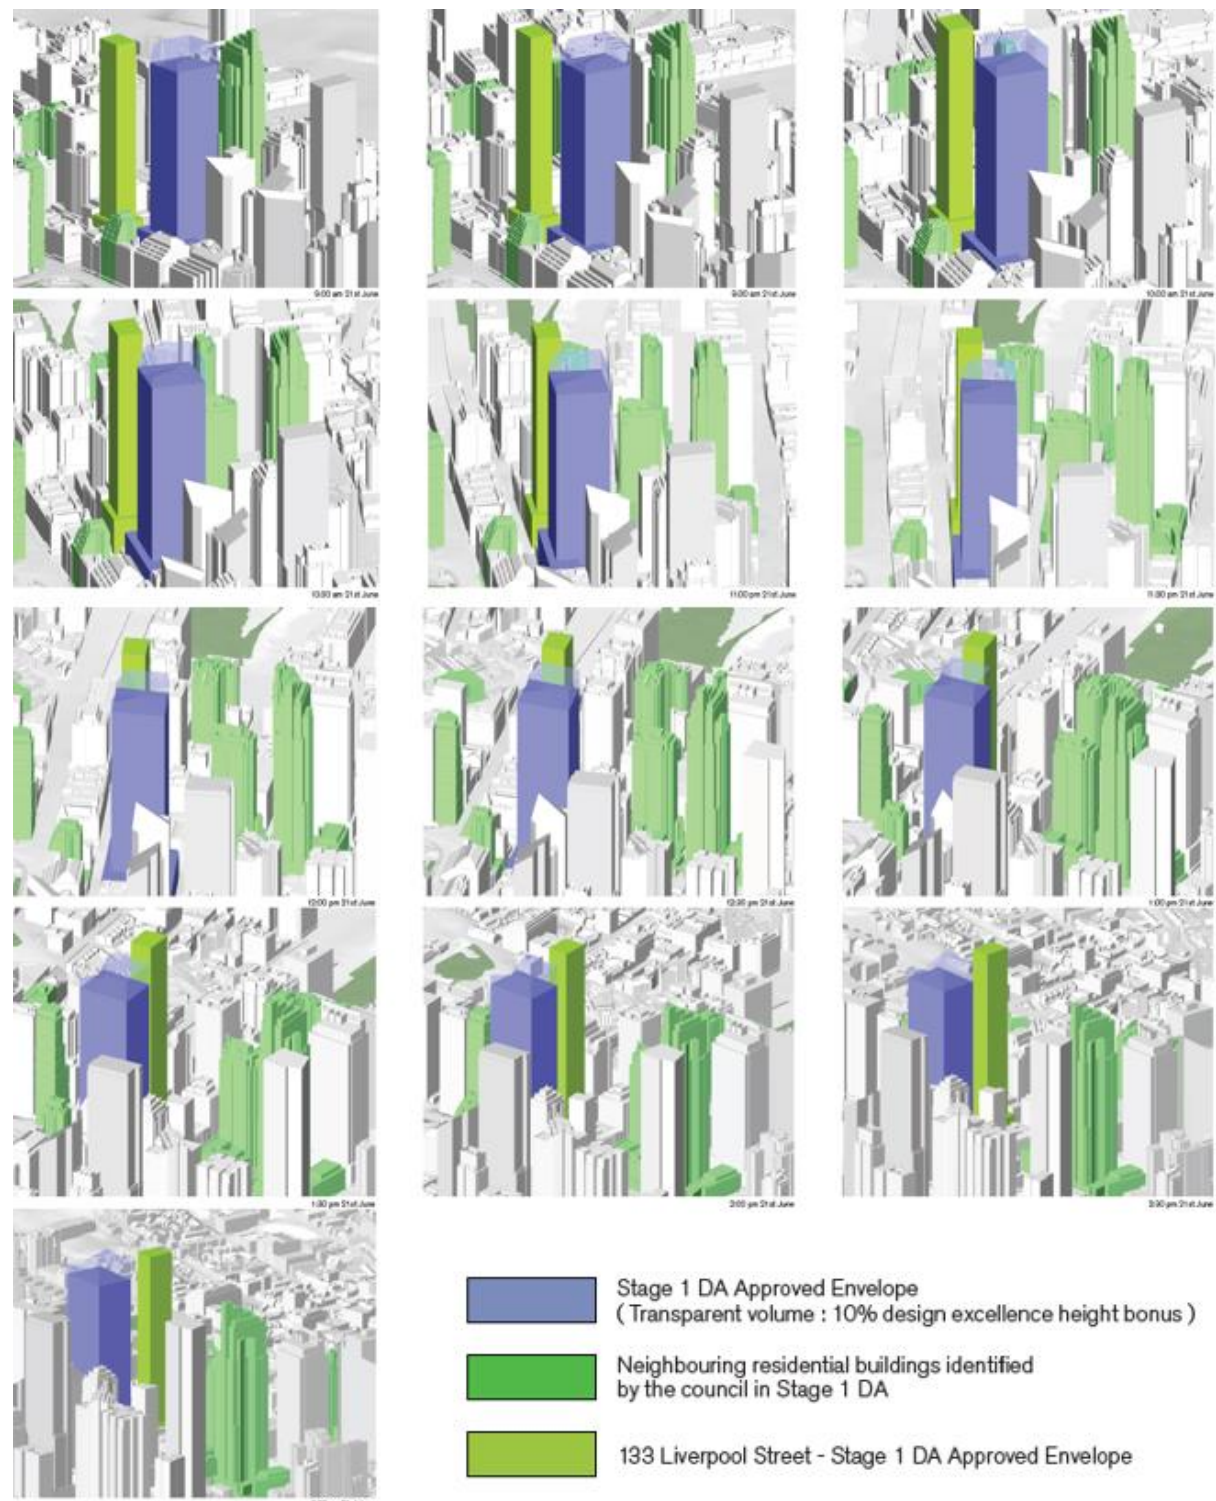 9:00 am 21st June
9:30 am 21st June
10:00 am 21st June
10:30 am 21st June
11:00 pm 21st June
11:30 pm 21st June
12:00 pm 21st June
12:30 pm 21st June
1:00 pm 21st June
1:30 pm 21st June
2:00 pm 21st June
2:30 pm 21st June
Stage 1 DA Approved Envelope
( Transparent volume : 10% design excellence height bonus )
Neighbouring residential buildings identified
by the council in Stage 1 DA
133 Liverpool Street - Stage 1 DA Approved Envelope